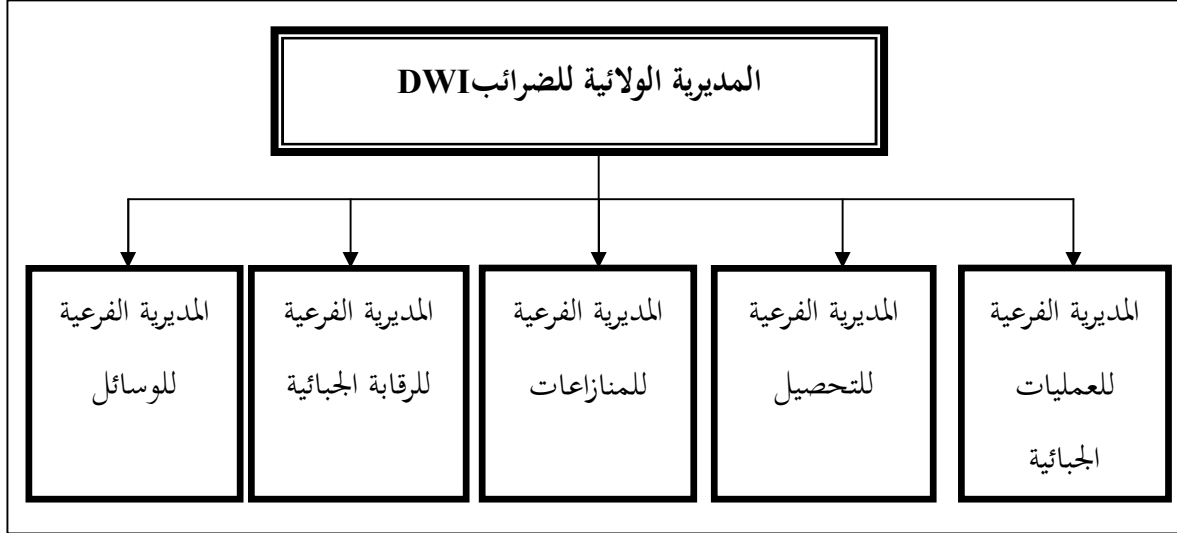 المديرية الولائية للضرائبDWI
المديرية الفرعية
للعمليات
الجبائية
المديرية الفرعية
للتحصيل
المديرية الفرعية
للمنازاعات
المديرية الفرعية
للرقابة الجبائية
المديرية الفرعية
للوسائل